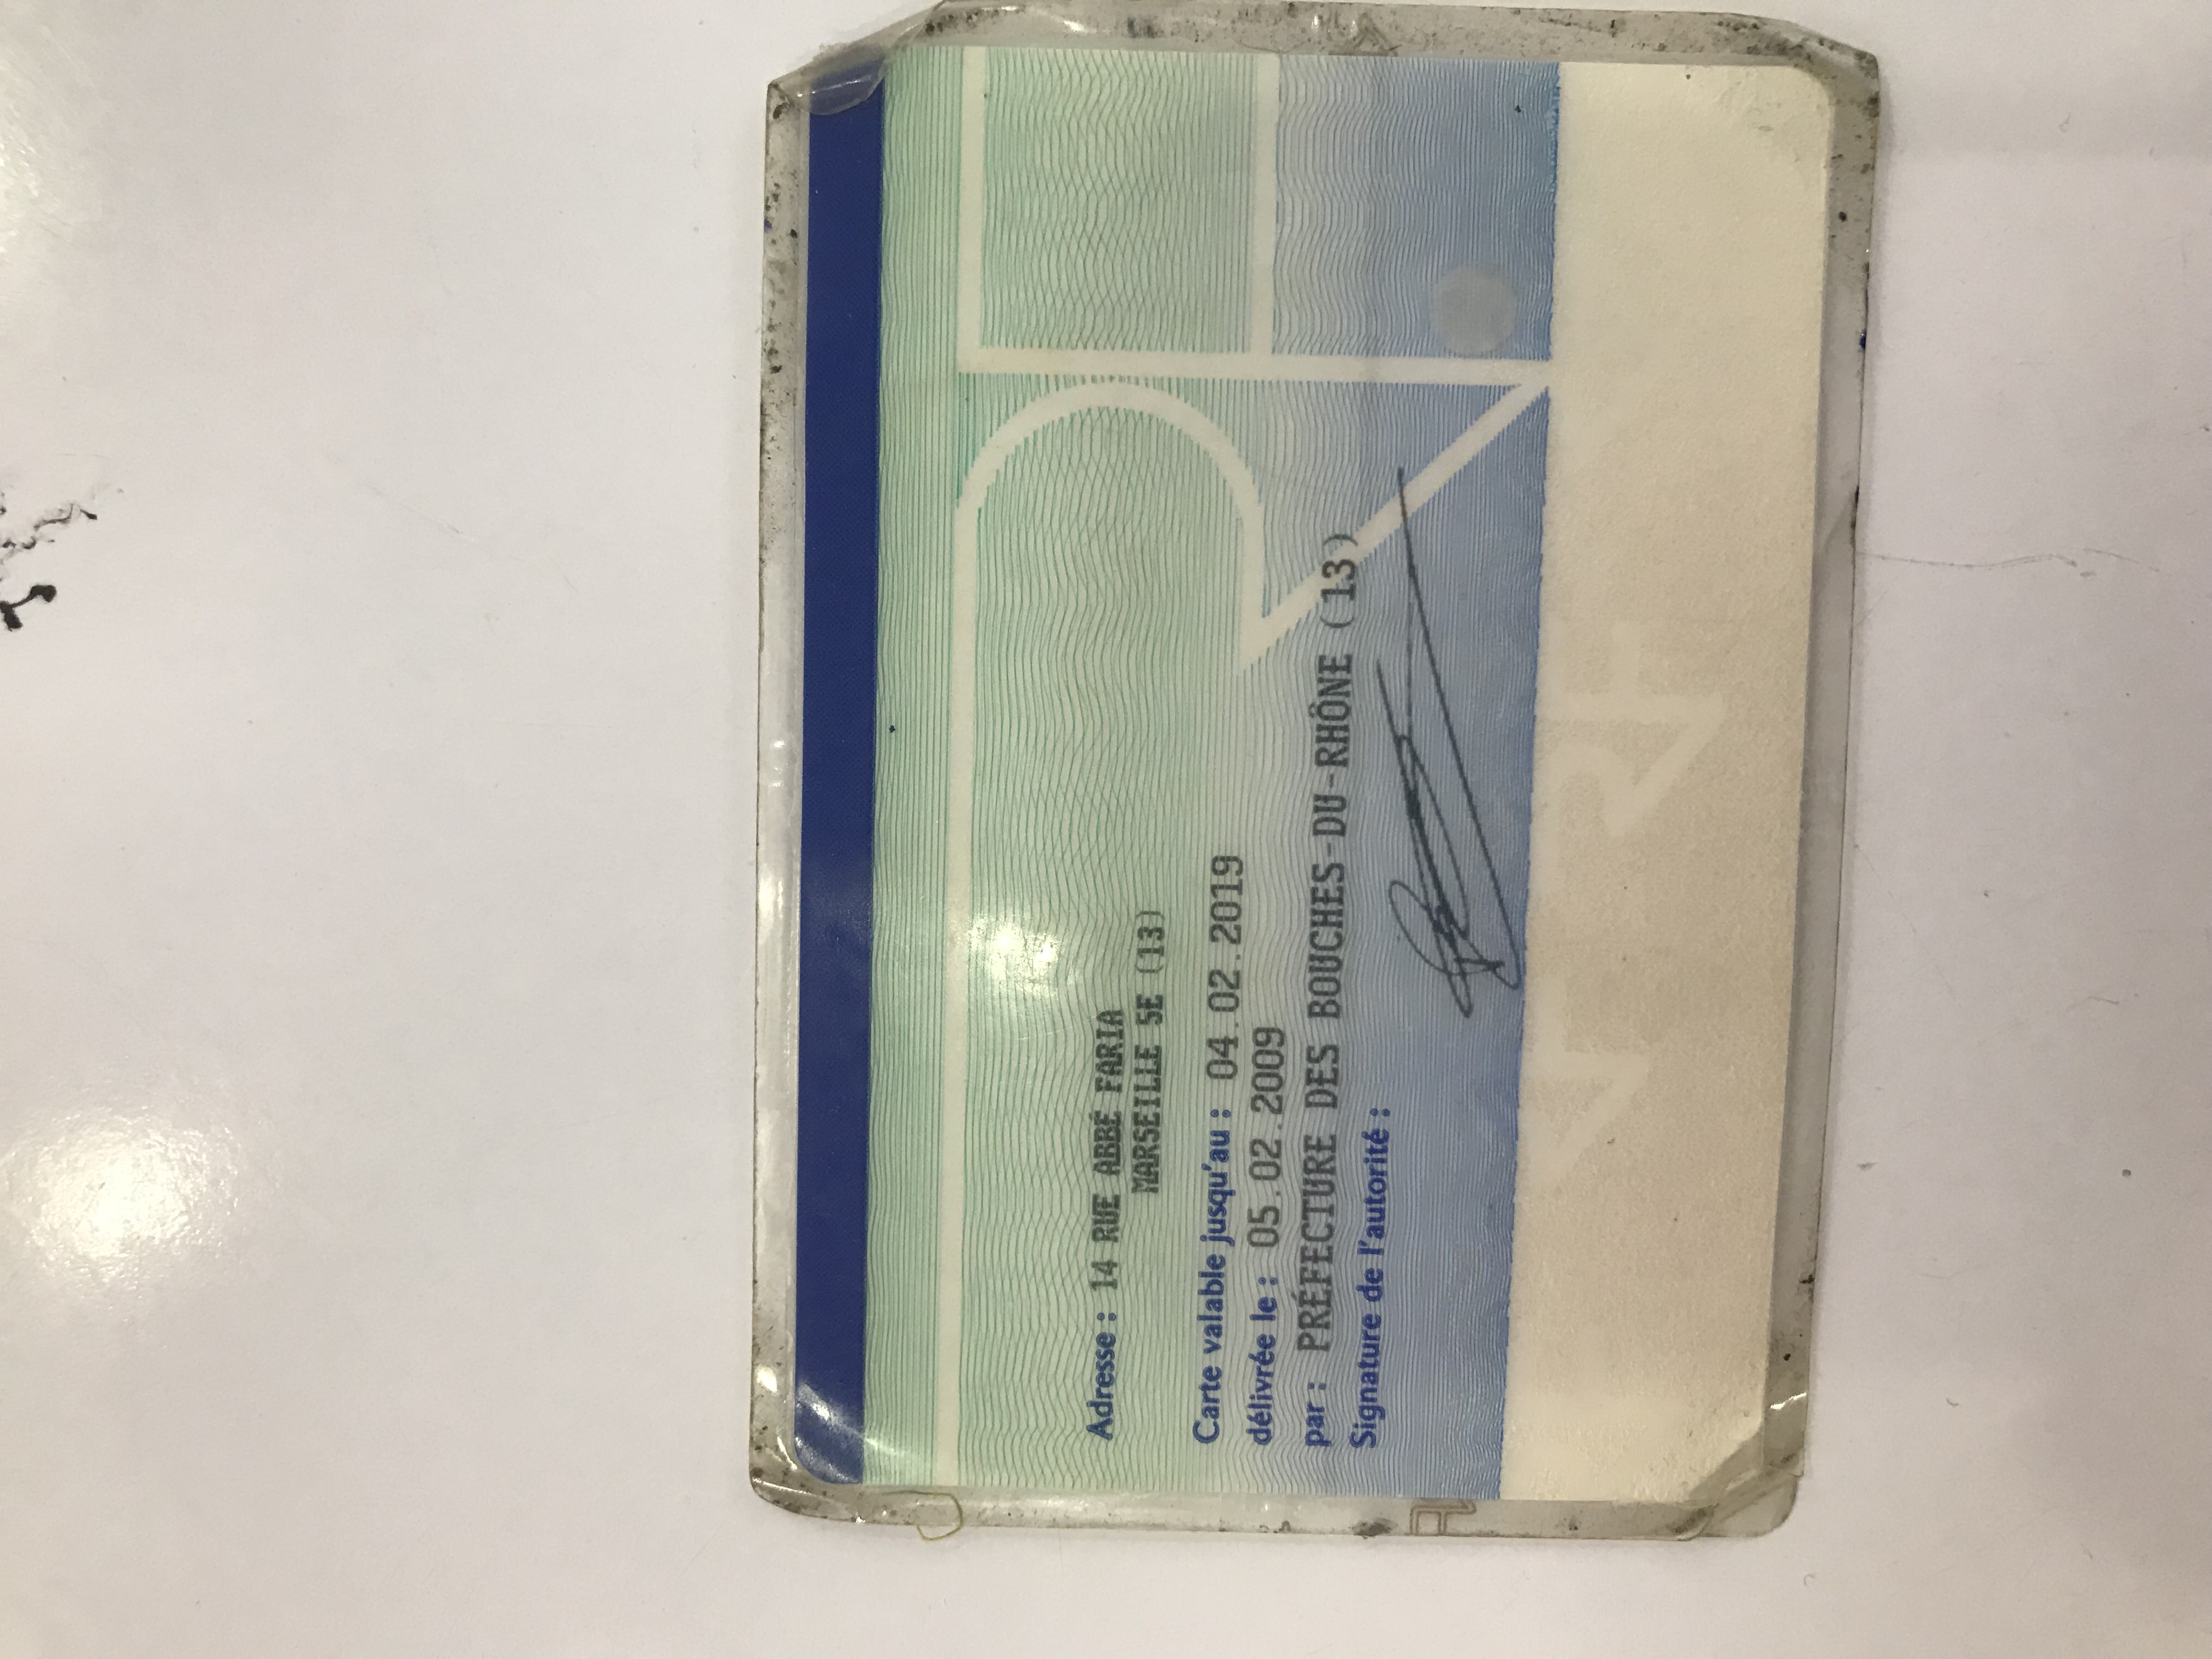 Adresse : 14 RUE ABBÉ FARIA
MARSEILLE 5E (13)
Carte valable jusqu'au : 04.02.2019
délivrée le : 05.02.2009
par : PRÉFECTURE DES BOUCHES-DU-RHÔNE (13)
Signature de l'autorité :